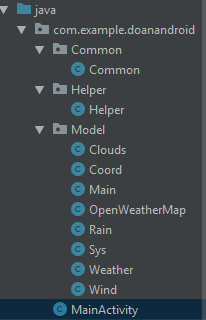 java
com.example.doanandroid
Common
Common
Helper
Helper
Model
Clouds
Coord
Main
OpenWeatherMap
Rain
Sys
Weather
Wind
MainActivity